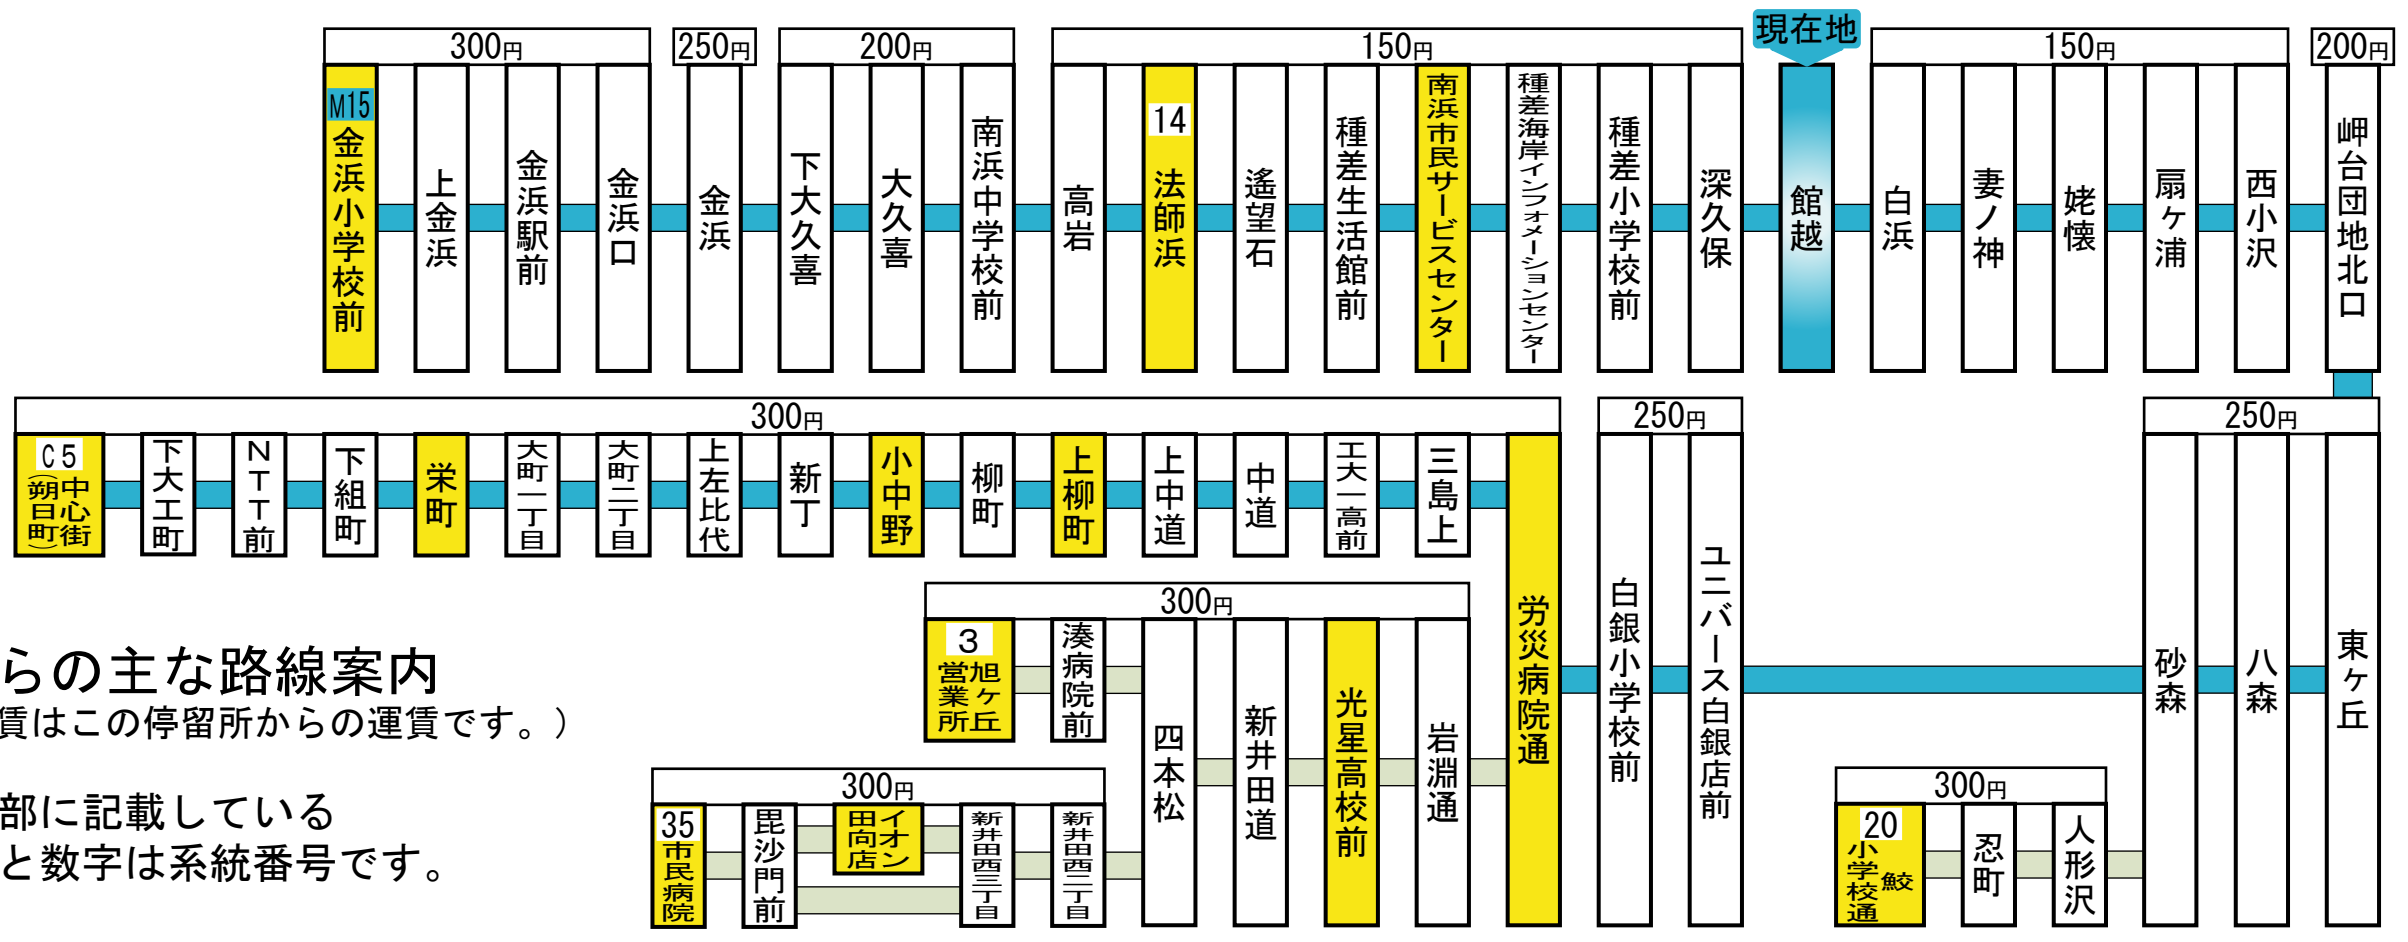 300円
250円
200円
150円
現在地
150円
200円
M15 金浜小学校前
上金浜
金浜駅前
金浜口
金浜
下大久喜
大久喜
南浜中学校前
高岩
14 法師浜
遙望石
種差生活館前
南浜市民サービスセンター
種差海岸インフォメーションセンター
種差小学校前
深久保
館越
白浜
妻ノ神
姥懐
扇ヶ浦
西小沢
岬台団地北口
300円
250円
250円
C5 中心街
(朔日町)
下大工町
NTT前
下組町
栄町
大町一丁目
大町二丁目
上左比代
新丁
小中野
柳町
上柳町
上中道
中道
工大一高前
三島上
労災病院通
白銀小学校前
ユニバース白銀店前
砂森
八森
東ヶ丘
300円
3 旭ヶ丘
営業所
湊病院前
四本松
新井田道
光星高校前
岩淵通
らの主な路線案内
賃はこの停留所からの運賃です。）
部に記載している
と数字は系統番号です。
300円
35 市民病院
毘沙門前
イオン
田向店
新井田西三丁目
新井田西二丁目
300円
20 鮫
小学校通
忍町
人形沢